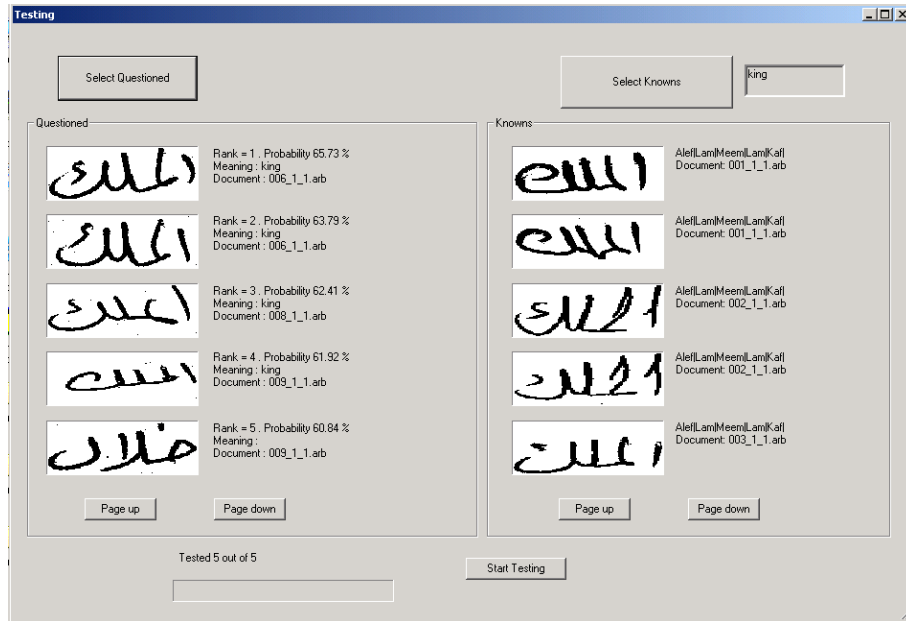 Testing
Select Questioned
Select Knowns
king
Questioned
الملك
Rank = 1 . Probability 65.73 %
Meaning : king
Document : 006_1_1.arb
الملك
Rank = 2 . Probability 63.79 %
Meaning : king
Document : 006_1_1.arb
الملك
Rank = 3 . Probability 62.41 %
Meaning : king
Document : 008_1_1.arb
الملك
Rank = 4 . Probability 61.92 %
Meaning : king
Document : 009_1_1.arb
خلال
Rank = 5 . Probability 60.84 %
Meaning :
Document : 009_1_1.arb
Page up
Page down
Knowns
الملك
Alef|Lam|Meem|Lam|Kaf|
Document: 001_1_1.arb
الملك
Alef|Lam|Meem|Lam|Kaf|
Document: 001_1_1.arb
الملك
Alef|Lam|Meem|Lam|Kaf|
Document: 002_1_1.arb
الملك
Alef|Lam|Meem|Lam|Kaf|
Document: 002_1_1.arb
الملك
Alef|Lam|Meem|Lam|Kaf|
Document: 003_1_1.arb
Page up
Page down
Tested 5 out of 5
Start Testing